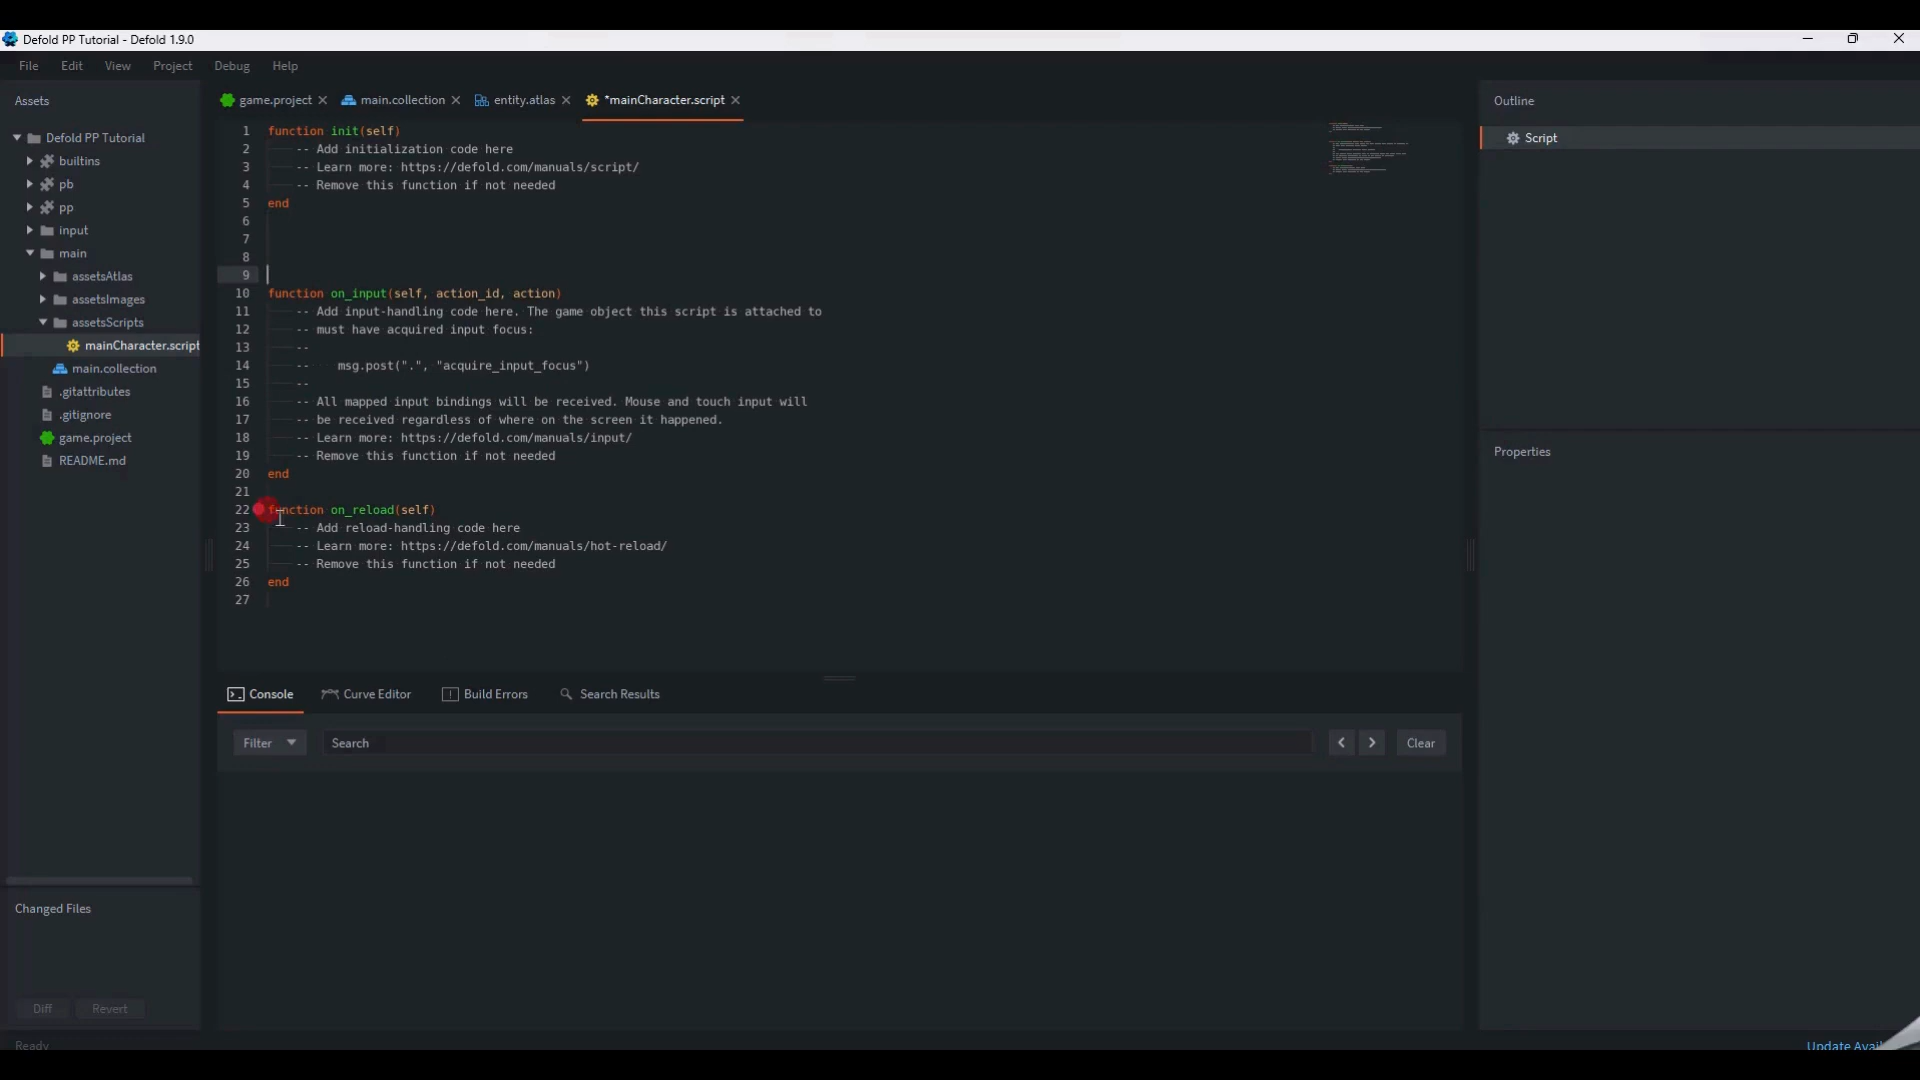 Defold PP Tutorial - Defold 1.9.0
File Edit View Project Debug Help
Assets
Defold PP Tutorial
builtins
pb
pp
input
main
assetsAtlas
assetsImages
assetsScripts
mainCharacter.script
main.collection
.gitattributes
.gitignore
game.project
README.md
Changed Files
Diff Revert
Ready
game.project main.collection entity.atlas *mainCharacter.script
1 function init(self)
2 -- Add initialization code here
3 -- Learn more: https://defold.com/manuals/script/
4 -- Remove this function if not needed
5 end
6
7
8
9
10 function on_input(self, action_id, action)
11 -- Add input-handling code here. The game object this script is attached to
12 -- must have acquired input focus:
13 --
14 -- msg.post(".", "acquire_input_focus")
15 --
16 -- All mapped input bindings will be received. Mouse and touch input will
17 -- be received regardless of where on the screen it happened.
18 -- Learn more: https://defold.com/manuals/input/
19 -- Remove this function if not needed
20 end
21
22 function on_reload(self)
23 -- Add reload-handling code here
24 -- Learn more: https://defold.com/manuals/hot-reload/
25 -- Remove this function if not needed
26 end
27
Console Curve Editor Build Errors Search Results
Filter Search Clear
Outline
Script
Properties
Update Avail